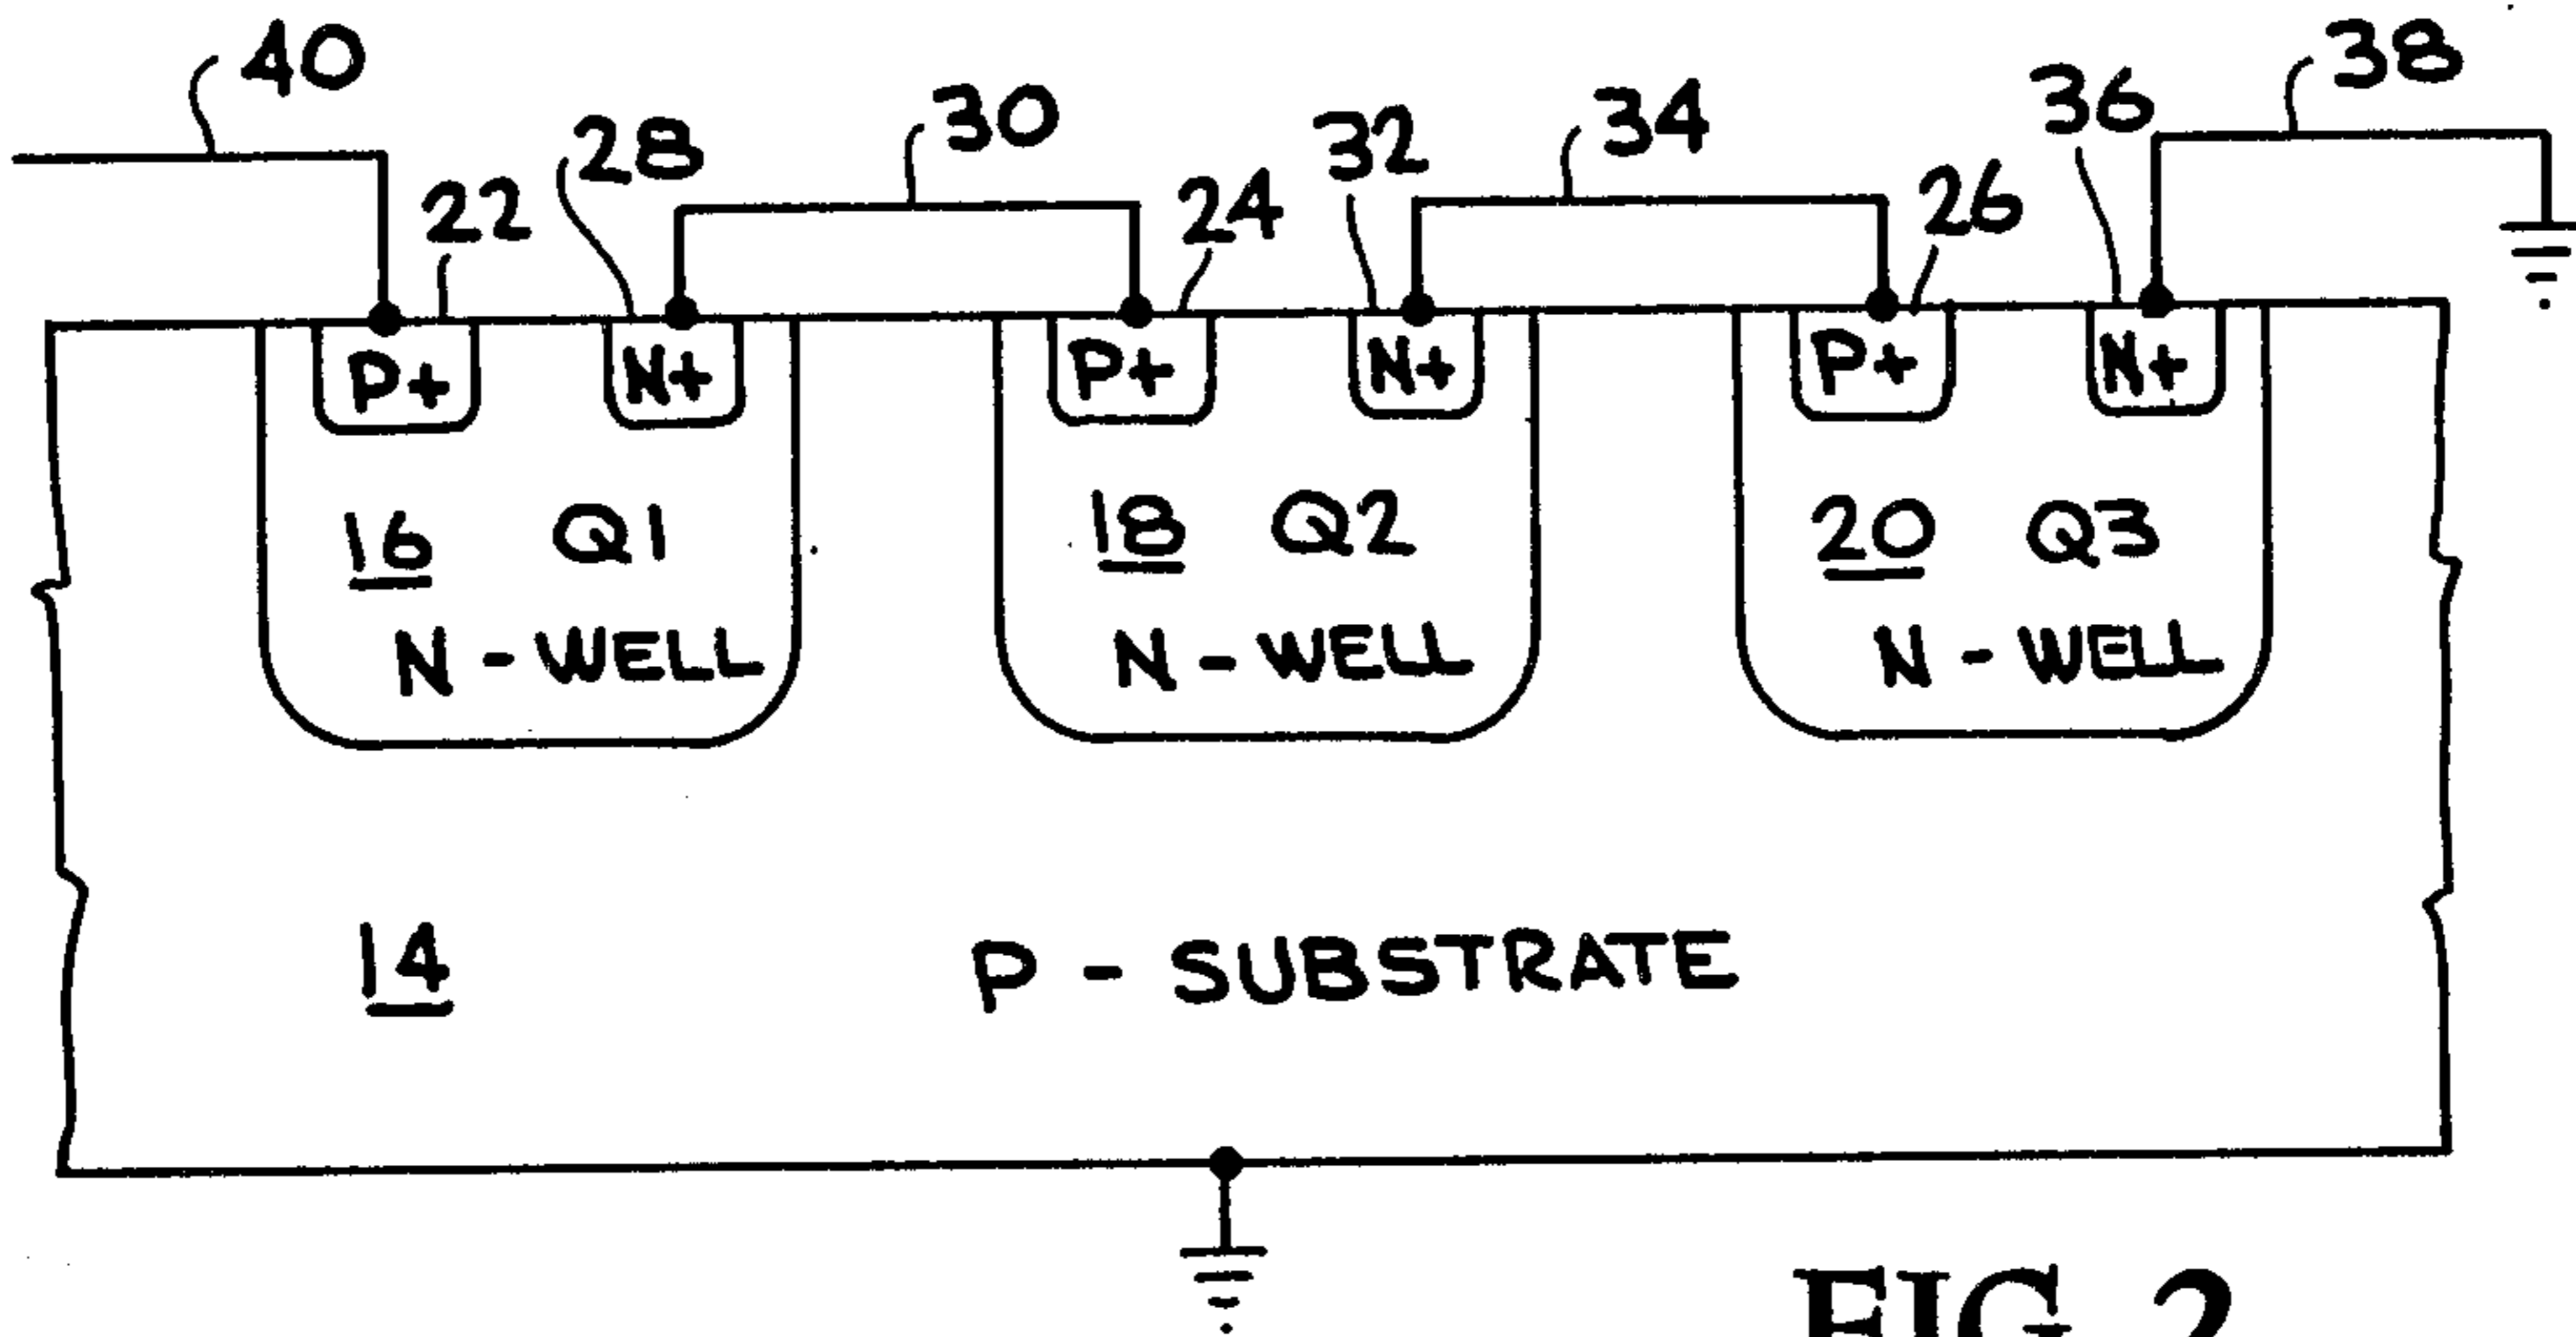 40
28
30
32
34
36
38
22
24
26
P+
N+
P+
N+
P+
N+
16 Q1
18 Q2
20 Q3
N - WELL
N - WELL
N - WELL
14
P - SUBSTRATE
FIG. 2